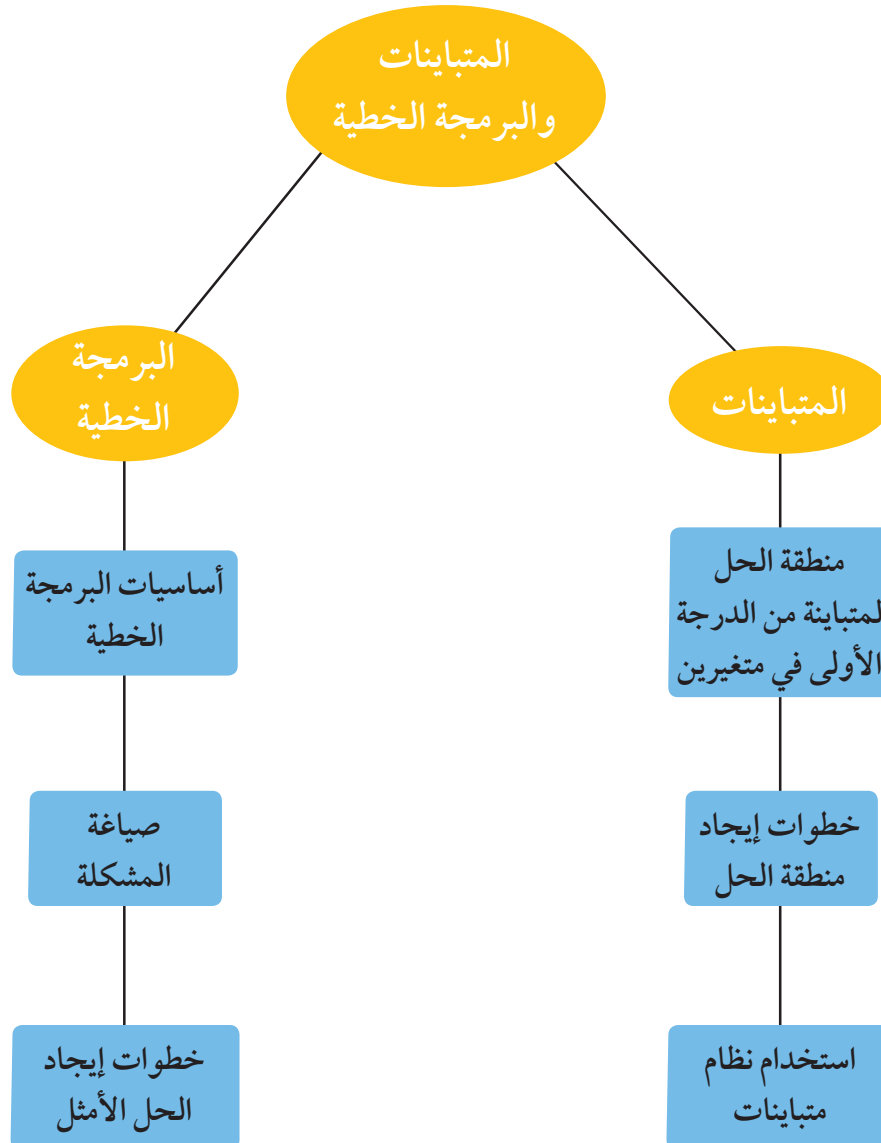 المتباينات
والبرمجة الخطية
المتباينات
البرمجة
الخطية
منطقة الحل
لمتباينة من الدرجة
الأولى في متغيرين
خطوات إيجاد
منطقة الحل
استخدام نظام
متباينات
أساسيات البرمجة
الخطية
صياغة
المشكلة
خطوات إيجاد
الحل الأمثل